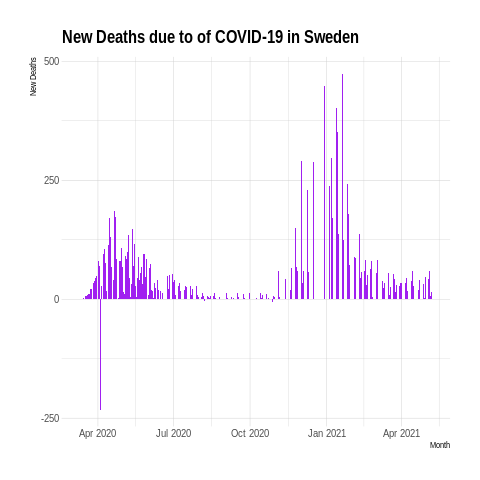 New Deaths due to of COVID-19 in Sweden
New Deaths
500
250
0
-250
Apr 2020 Jul 2020 Oct 2020 Jan 2021 Apr 2021
Month